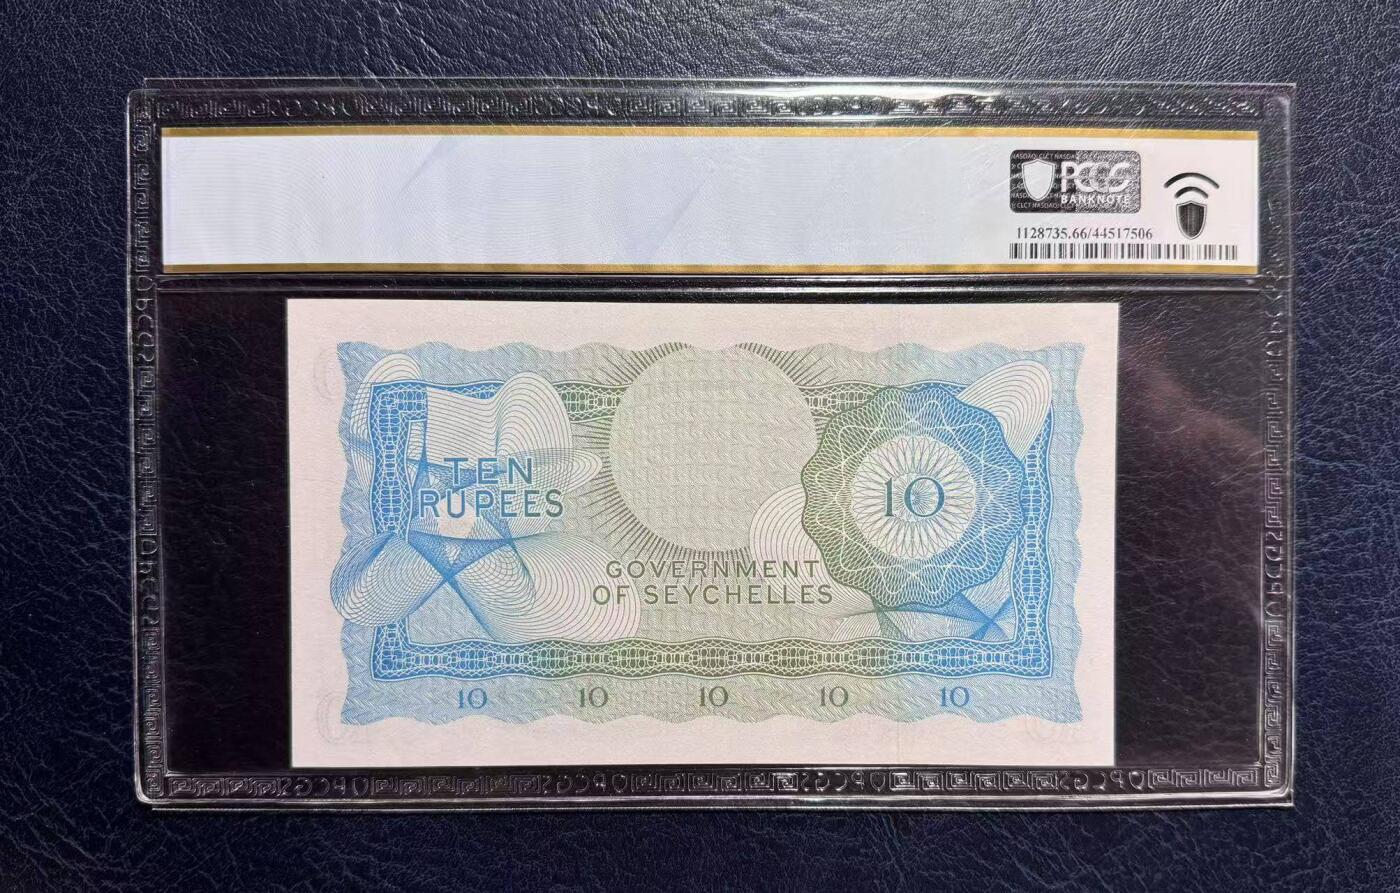 PCGS
BANKNOTE
1128735.66/44517506
TEN
RUPEES
10
GOVERNMENT
OF SEYCHELLES
10 10 10 10 10